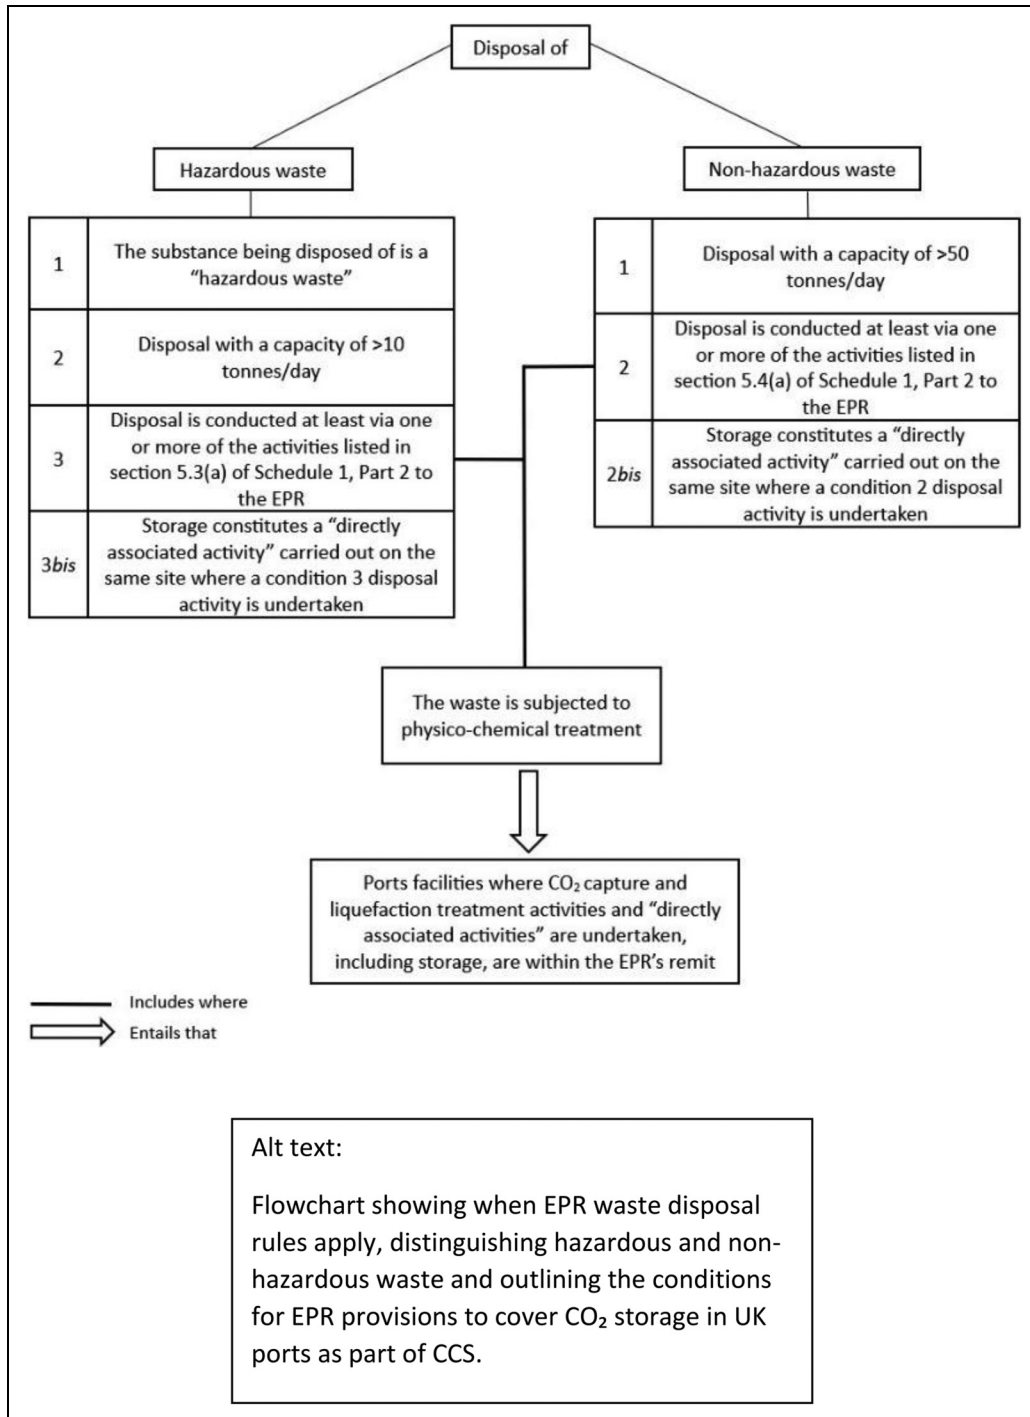 Disposal of
Hazardous waste
Non-hazardous waste
1
The substance being disposed of is a
“hazardous waste”
2
Disposal with a capacity of >10
tonnes/day
3
Disposal is conducted at least via one
or more of the activities listed in
section 5.3(a) of Schedule 1, Part 2 to
the EPR
3bis
Storage constitutes a “directly
associated activity” carried out on the
same site where a condition 3 disposal
activity is undertaken
1
Disposal with a capacity of >50
tonnes/day
2
Disposal is conducted at least via one
or more of the activities listed in
section 5.4(a) of Schedule 1, Part 2 to
the EPR
2bis
Storage constitutes a “directly
associated activity” carried out on the
same site where a condition 2 disposal
activity is undertaken
The waste is subjected to
physico-chemical treatment
Ports facilities where CO₂ capture and
liquefaction treatment activities and “directly
associated activities” are undertaken,
including storage, are within the EPR’s remit
Includes where
Entails that
Alt text:
Flowchart showing when EPR waste disposal
rules apply, distinguishing hazardous and non-
hazardous waste and outlining the conditions
for EPR provisions to cover CO₂ storage in UK
ports as part of CCS.